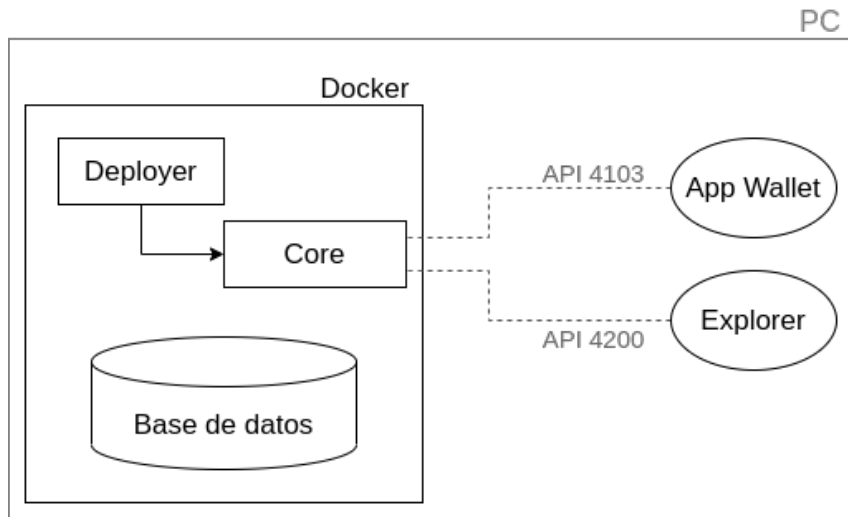 PC
Docker
Deployer
API 4103
App Wallet
Core
Explorer
API 4200
Base de datos